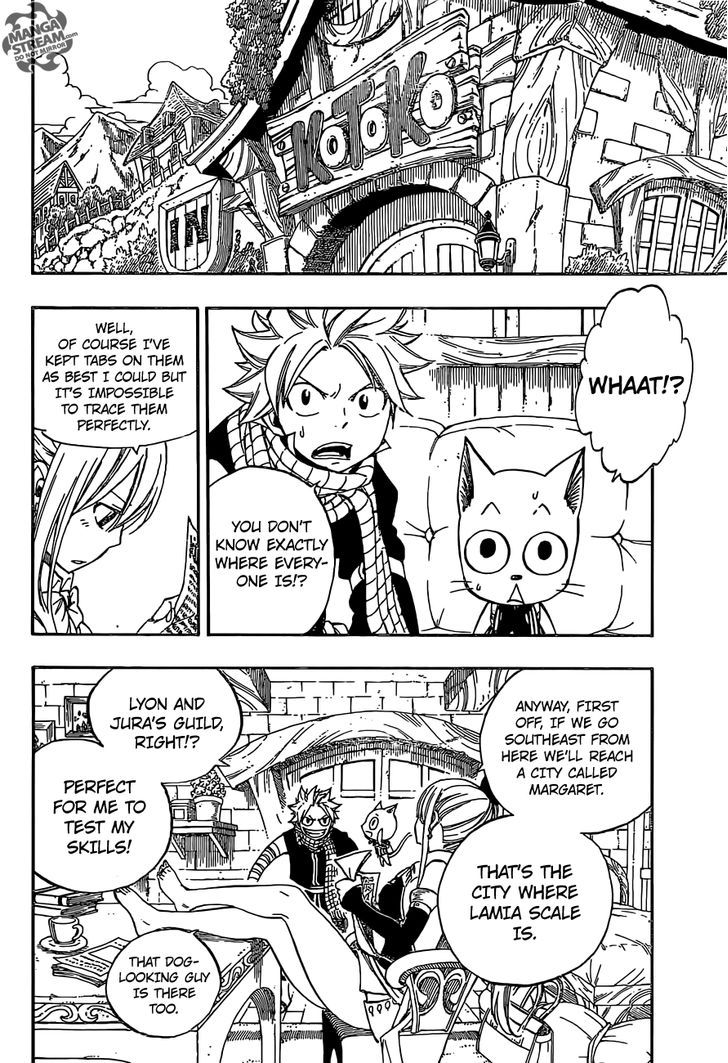 MANGA
STREAM.com
DO NOT MIRROR!
KOTOKO
INN
WHAAT!?
YOU DON'T
KNOW EXACTLY
WHERE EVERY-
ONE IS!?
WELL,
OF COURSE I'VE
KEPT TABS ON THEM
AS BEST I COULD BUT
IT'S IMPOSSIBLE
TO TRACE THEM
PERFECTLY.
ANYWAY, FIRST
OFF, IF WE GO
SOUTHEAST FROM
HERE WE'LL REACH
A CITY CALLED
MARGARET.
THAT'S THE
CITY WHERE
LAMIA SCALE
IS.
LYON AND
JURA'S GUILD,
RIGHT!?
PERFECT
FOR ME TO
TEST MY
SKILLS!
THAT DOG-
LOOKING GUY
IS THERE
TOO.